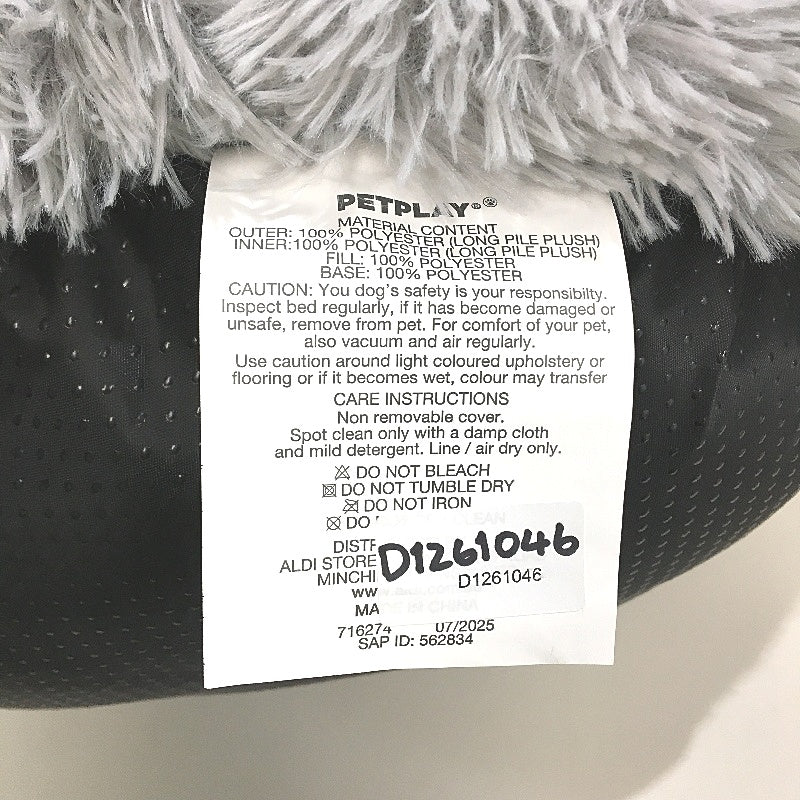 PETPLAY®
MATERIAL CONTENT
OUTER: 100% POLYESTER (LONG PILE PLUSH)
INNER:100% POLYESTER (LONG PILE PLUSH)
FILL: 100% POLYESTER
BASE: 100% POLYESTER
CAUTION: You dog's safety is your responsibilty.
Inspect bed regularly, if it has become damaged or
unsafe, remove from pet. For comfort of your pet,
also vacuum and air regularly.
Use caution around light coloured upholstery or
flooring or if it becomes wet, colour may transfer
CARE INSTRUCTIONS
Non removable cover.
Spot clean only with a damp cloth
and mild detergent. Line / air dry only.
DO NOT BLEACH
DO NOT TUMBLE DRY
DO NOT IRON
DO CLEAN
DISTR
ALDI STORE
MINCHI
D1261046
D1261046
ww
MADE IN CHINA
716274 07/2025
SAP ID: 562834